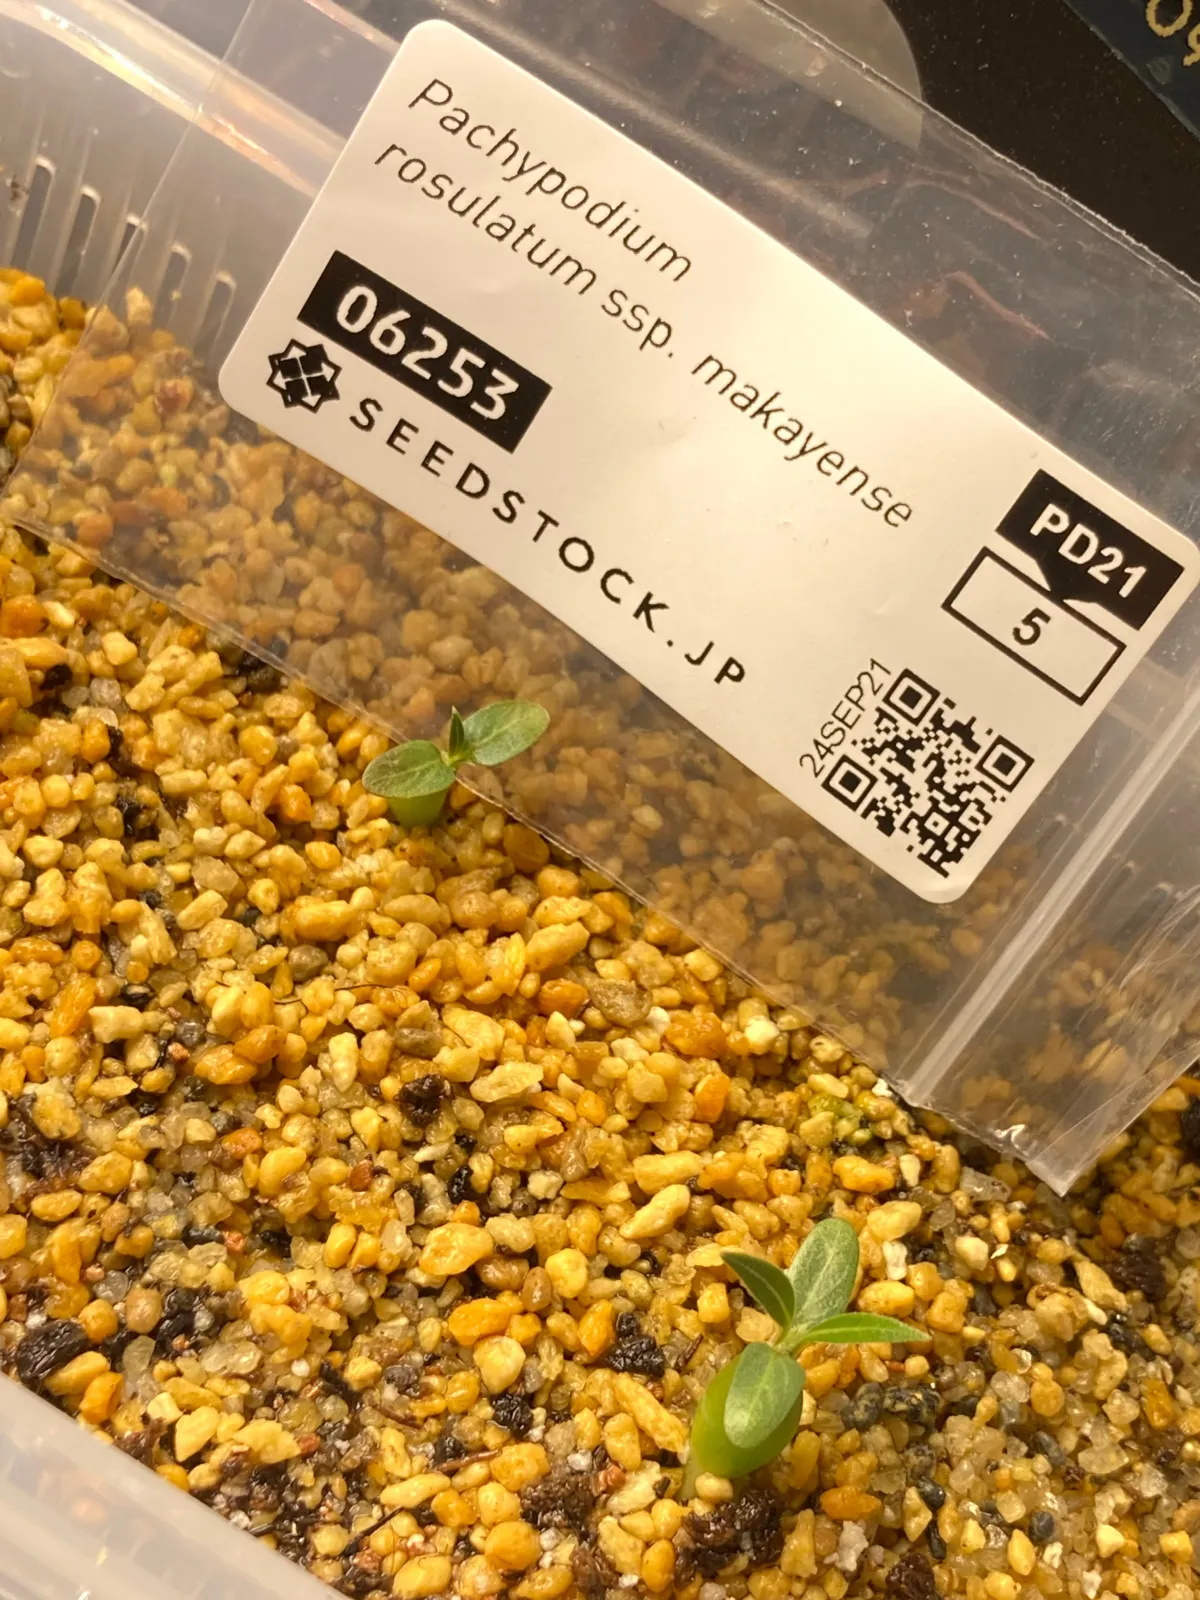 Pachypodium
rosulatum ssp. makayense
06253
SEEDSTOCK.JP
PD21
5
24SEP21